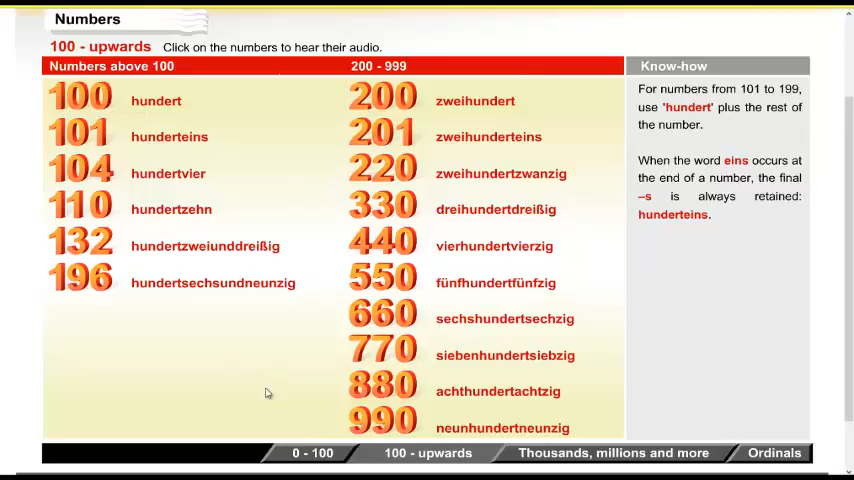 Numbers
100 - upwards Click on the numbers to hear their audio.
Numbers above 100
100 hundert
101 hunderteins
104 hundertvier
110 hundertzehn
132 hundertzweiunddreißig
196 hundertsechsundneunzig
200 - 999
200 zweihundert
201 zweihunderteins
220 zweihundertzwanzig
330 dreihundertdreißig
440 vierhundertvierzig
550 fünfhundertfünfzig
660 sechshundertsechzig
770 siebenhundertsiebzig
880 achthundertachtzig
990 neunhundertneunzig
Know-how
For numbers from 101 to 199,
use 'hundert' plus the rest of
the number.
When the word eins occurs at
the end of a number, the final
–s is always retained:
hunderteins.
0 - 100
100 - upwards
Thousands, millions and more
Ordinals